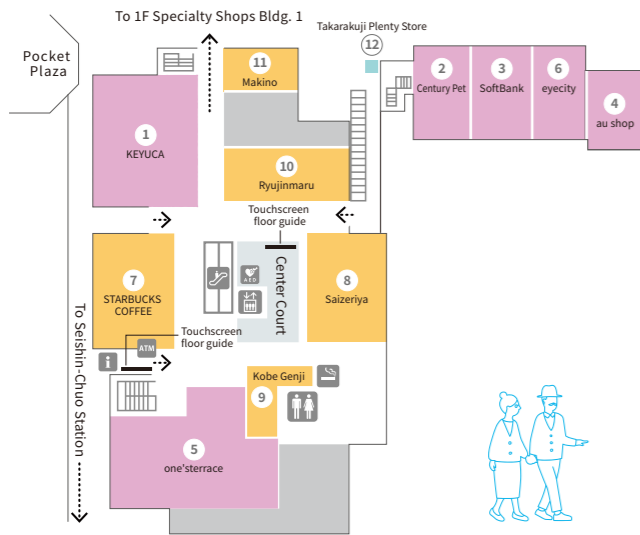 To 1F Specialty Shops Bldg. 1
Takarakuji Plenty Store
12
Pocket
Plaza
11
Makino
2
Century Pet
3
SoftBank
6
eyecity
4
au shop
1
KEYUCA
10
Ryujinmaru
Touchscreen
floor guide
7
STARBUCKS
COFFEE
AED
Center Court
8
Saizeriya
To Seishin-Chuo Station
Touchscreen
floor guide
i
ATM
Kobe Genji
9
5
one'sterrace